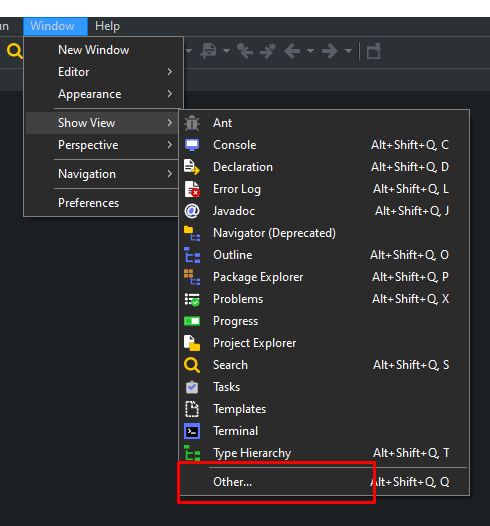 Window Help
New Window
Editor
Appearance
Show View
Perspective
Navigation
Preferences
Ant
Console Alt+Shift+Q, C
Declaration Alt+Shift+Q, D
Error Log Alt+Shift+Q, L
Javadoc Alt+Shift+Q, J
Navigator (Deprecated)
Outline Alt+Shift+Q, O
Package Explorer Alt+Shift+Q, P
Problems Alt+Shift+Q, X
Progress
Project Explorer
Search Alt+Shift+Q, S
Tasks
Templates
Terminal
Type Hierarchy Alt+Shift+Q, T
Other... Alt+Shift+Q, Q